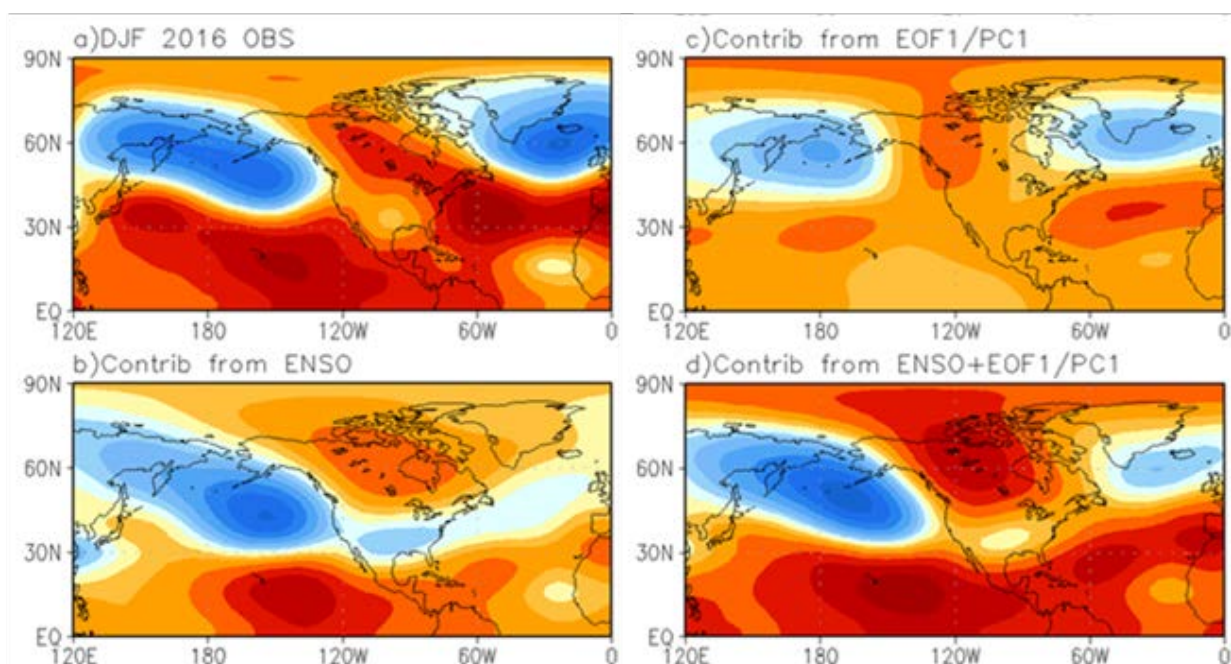 a)DJF 2016 OBS
90N
60N
30N
EQ
120E 180 120W 60W 0
b)Contrib from ENSO
90N
60N
30N
EQ
120E 180 120W 60W 0
c)Contrib from EOF1/PC1
90N
60N
30N
EQ
120E 180 120W 60W 0
d)Contrib from ENSO+EOF1/PC1
90N
60N
30N
EQ
120E 180 120W 60W 0